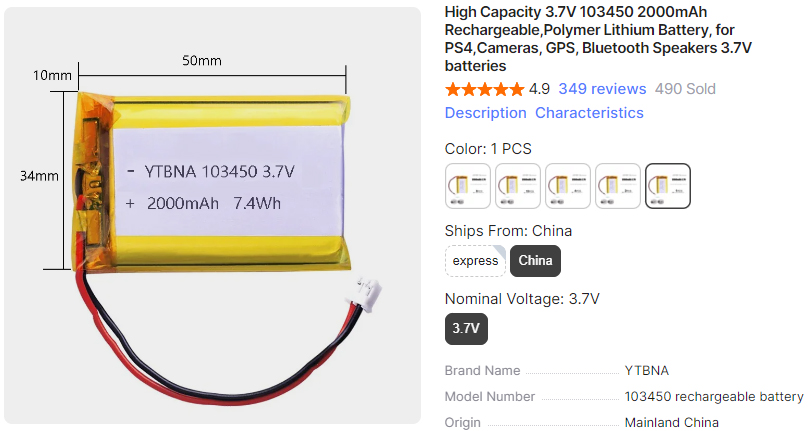 High Capacity 3.7V 103450 2000mAh
Rechargeable,Polymer Lithium Battery, for
PS4,Cameras, GPS, Bluetooth Speakers 3.7V
batteries
4.9 349 reviews 490 Sold
Description Characteristics
Color: 1 PCS
Ships From: China
express China
Nominal Voltage: 3.7V
3.7V
Brand Name YTBNA
Model Number 103450 rechargeable battery
Origin Mainland China
50mm
10mm
34mm
- YTBNA 103450 3.7V
+ 2000mAh 7.4Wh